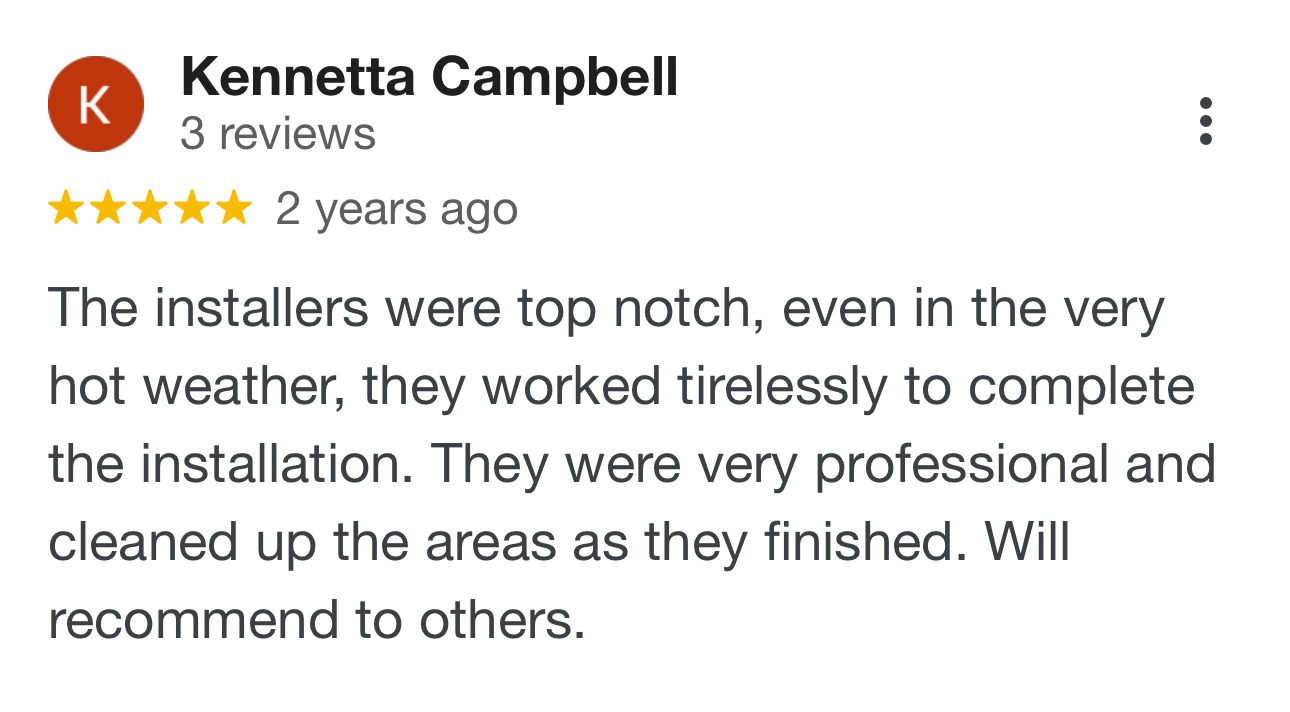 K
Kennetta Campbell
3 reviews
★★★★★ 2 years ago
The installers were top notch, even in the very
hot weather, they worked tirelessly to complete
the installation. They were very professional and
cleaned up the areas as they finished. Will
recommend to others.